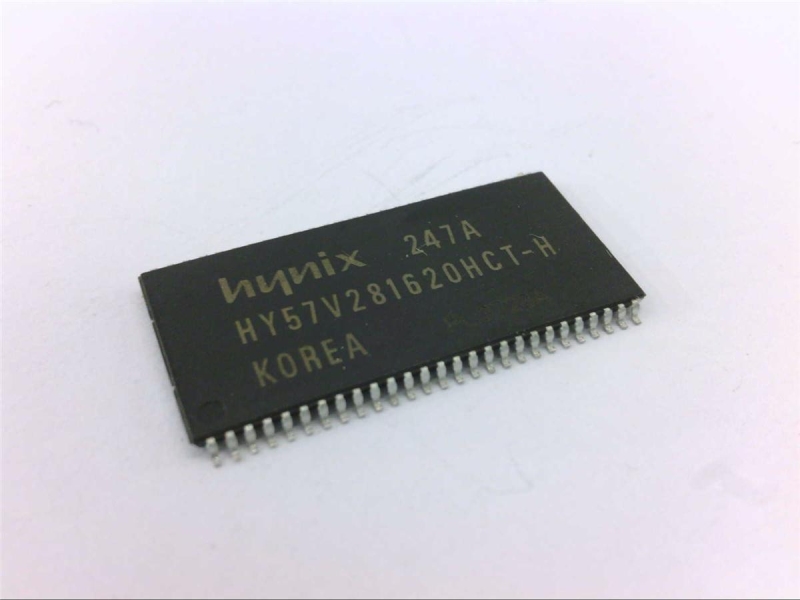 hynix 247A
HY57V281620HCT-H
KOREA